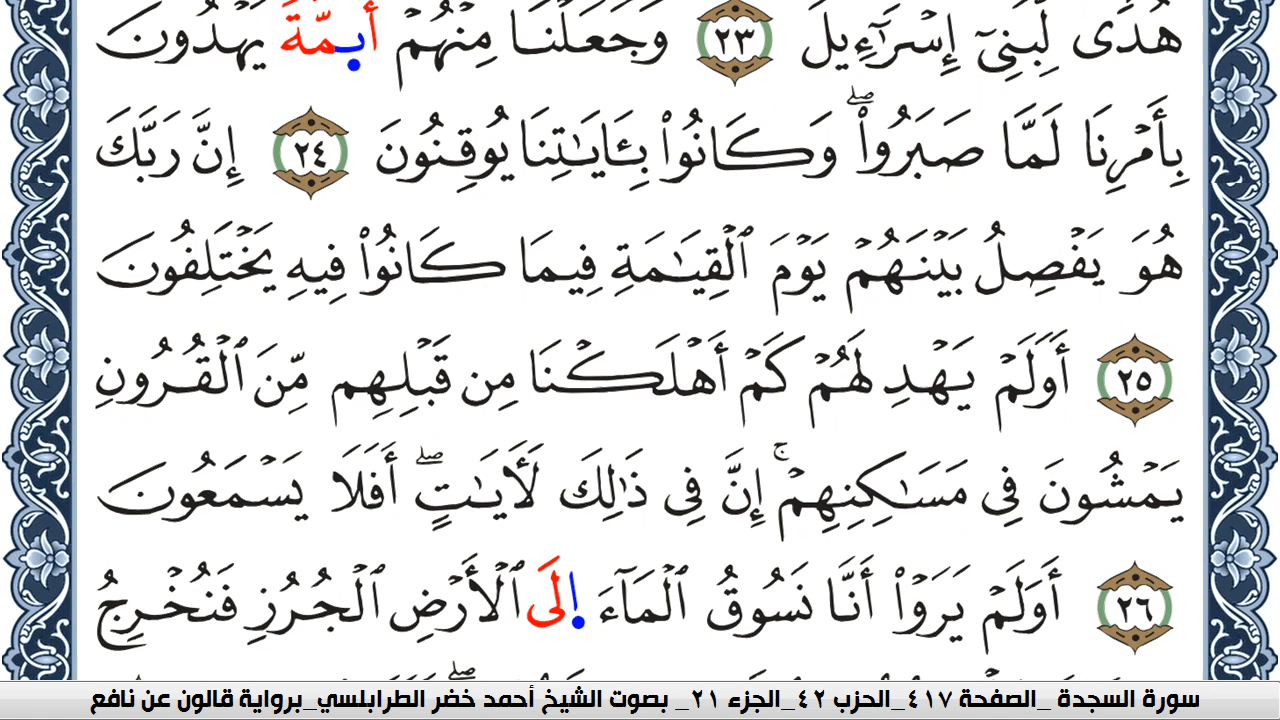 هُدٗى لِّبَنِىٓ إِسْرَٰٓءِيلَ ٢٣ وَجَعَلْنَا مِنْهُمْ أَى۪مَّةٗ يَهْدُونَ
بِأَمْرِنَا لَمَّا صَبَرُواْۖ وَكَانُواْ بِـَٔايَٰتِنَا يُوقِنُونَ ٢٤ إِنَّ رَبَّكَ
هُوَ يَفْصِلُ بَيْنَهُمْ يَوْمَ ٱلْقِيَٰمَةِ فِيمَا كَانُواْ فِيهِ يَخْتَلِفُونَ
٢٥ أَوَلَمْ يَهْدِ لَهُمْ كَمْ أَهْلَكْنَا مِن قَبْلِهِم مِّنَ ٱلْقُرُونِ
يَمْشُونَ فِى مَسَٰكِنِهِمْۚ إِنَّ فِى ذَٰلِكَ لَأٓيَٰتٍۖ أَفَلَا يَسْمَعُونَ
٢٦ أَوَلَمْ يَرَوْاْ أَنَّا نَسُوقُ ٱلْمَآءَ ا۪لَى ٱلْأَرْضِ ٱلْجُرُزِ فَنُخْرِجُ
سورة السجدة _الصفحة ٤١٧_الحزب ٤٢_الجزء ٢١_ بصوت الشيخ أحمد خضر الطرابلسي_برواية قالون عن نافع